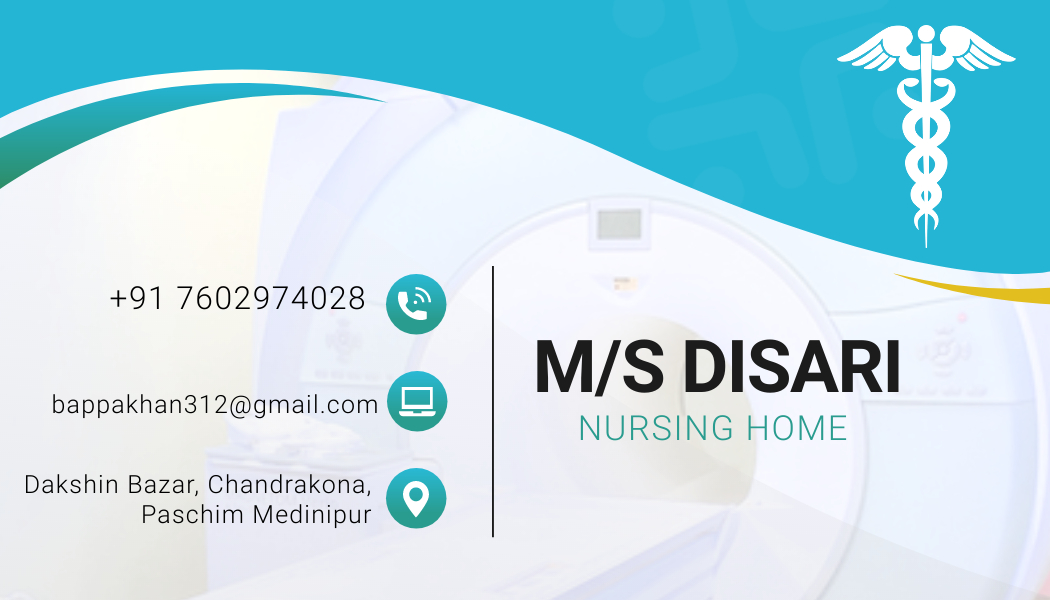 +91 7602974028
bappakhan312@gmail.com
Dakshin Bazar, Chandrakona,
Paschim Medinipur
M/S DISARI
NURSING HOME